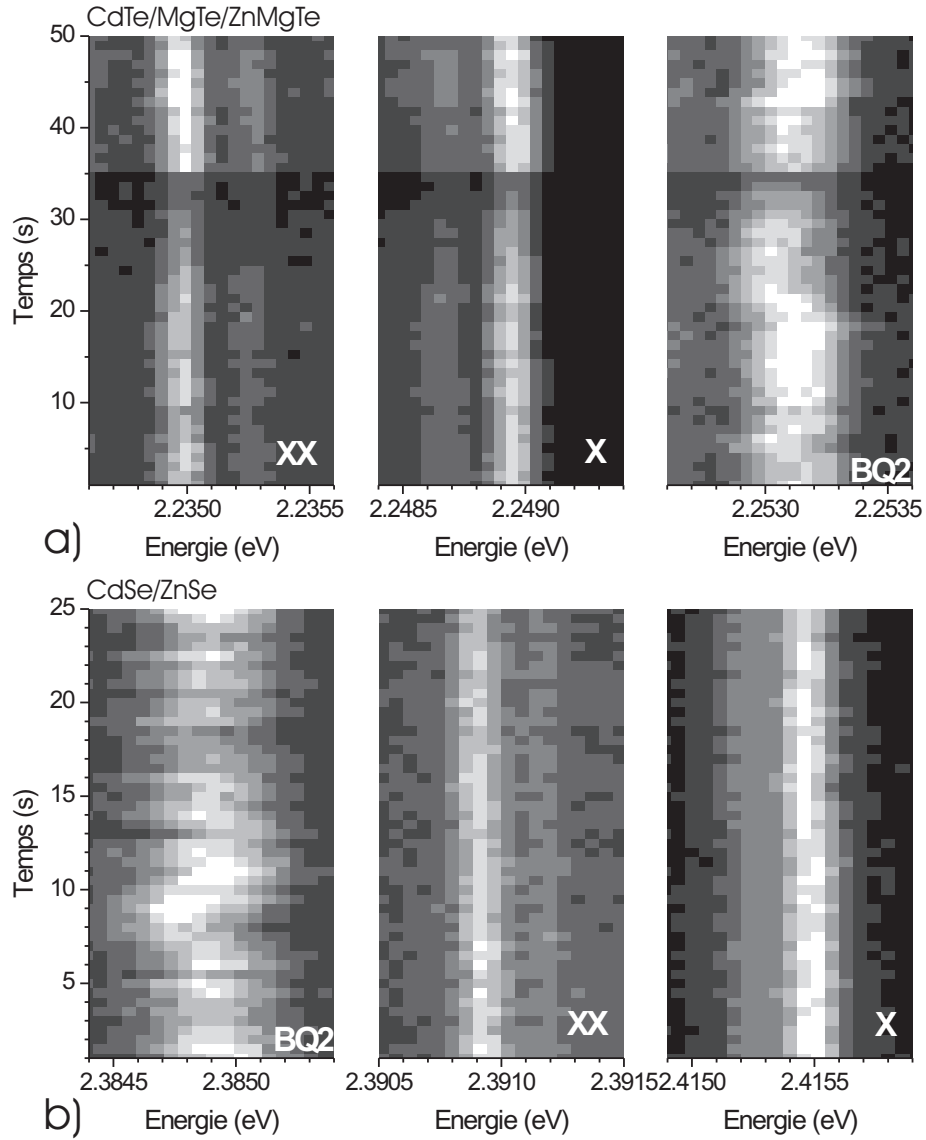 CdTe/MgTe/ZnMgTe
50
40
30
20
10
Temps (s)
XX
X
BQ2
2.2350 2.2355
2.2485 2.2490
2.2530 2.2535
a)
Energie (eV)
Energie (eV)
Energie (eV)
CdSe/ZnSe
25
20
15
10
5
Temps (s)
BQ2
XX
X
2.3845 2.3850
2.3905 2.3910 2.3915
2.4150 2.4155
b)
Energie (eV)
Energie (eV)
Energie (eV)